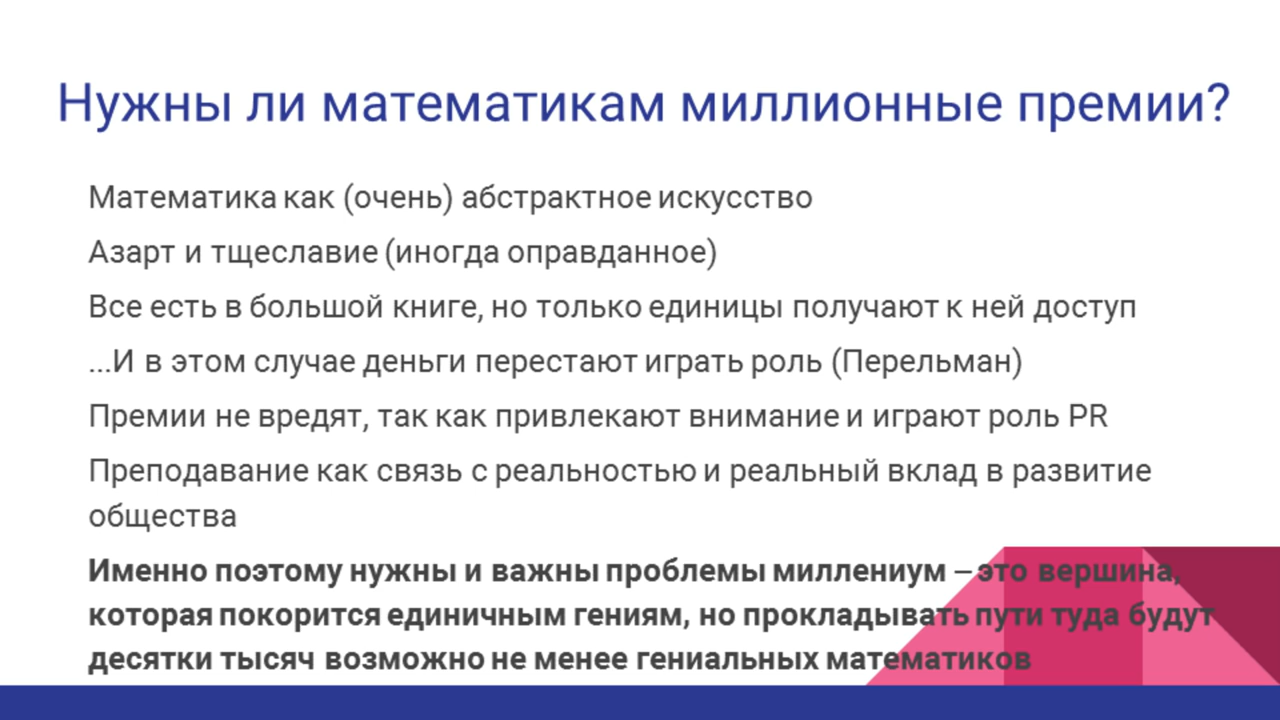 Нужны ли математикам миллионные премии?
Математика как (очень) абстрактное искусство
Азарт и тщеславие (иногда оправданное)
Все есть в большой книге, но только единицы получают к ней доступ
...И в этом случае деньги перестают играть роль (Перельман)
Премии не вредят, так как привлекают внимание и играют роль PR
Преподавание как связь с реальностью и реальный вклад в развитие
общества
Именно поэтому нужны и важны проблемы миллениум – это вершина,
которая покорится единичным гениям, но прокладывать пути туда будут
десятки тысяч возможно не менее гениальных математиков